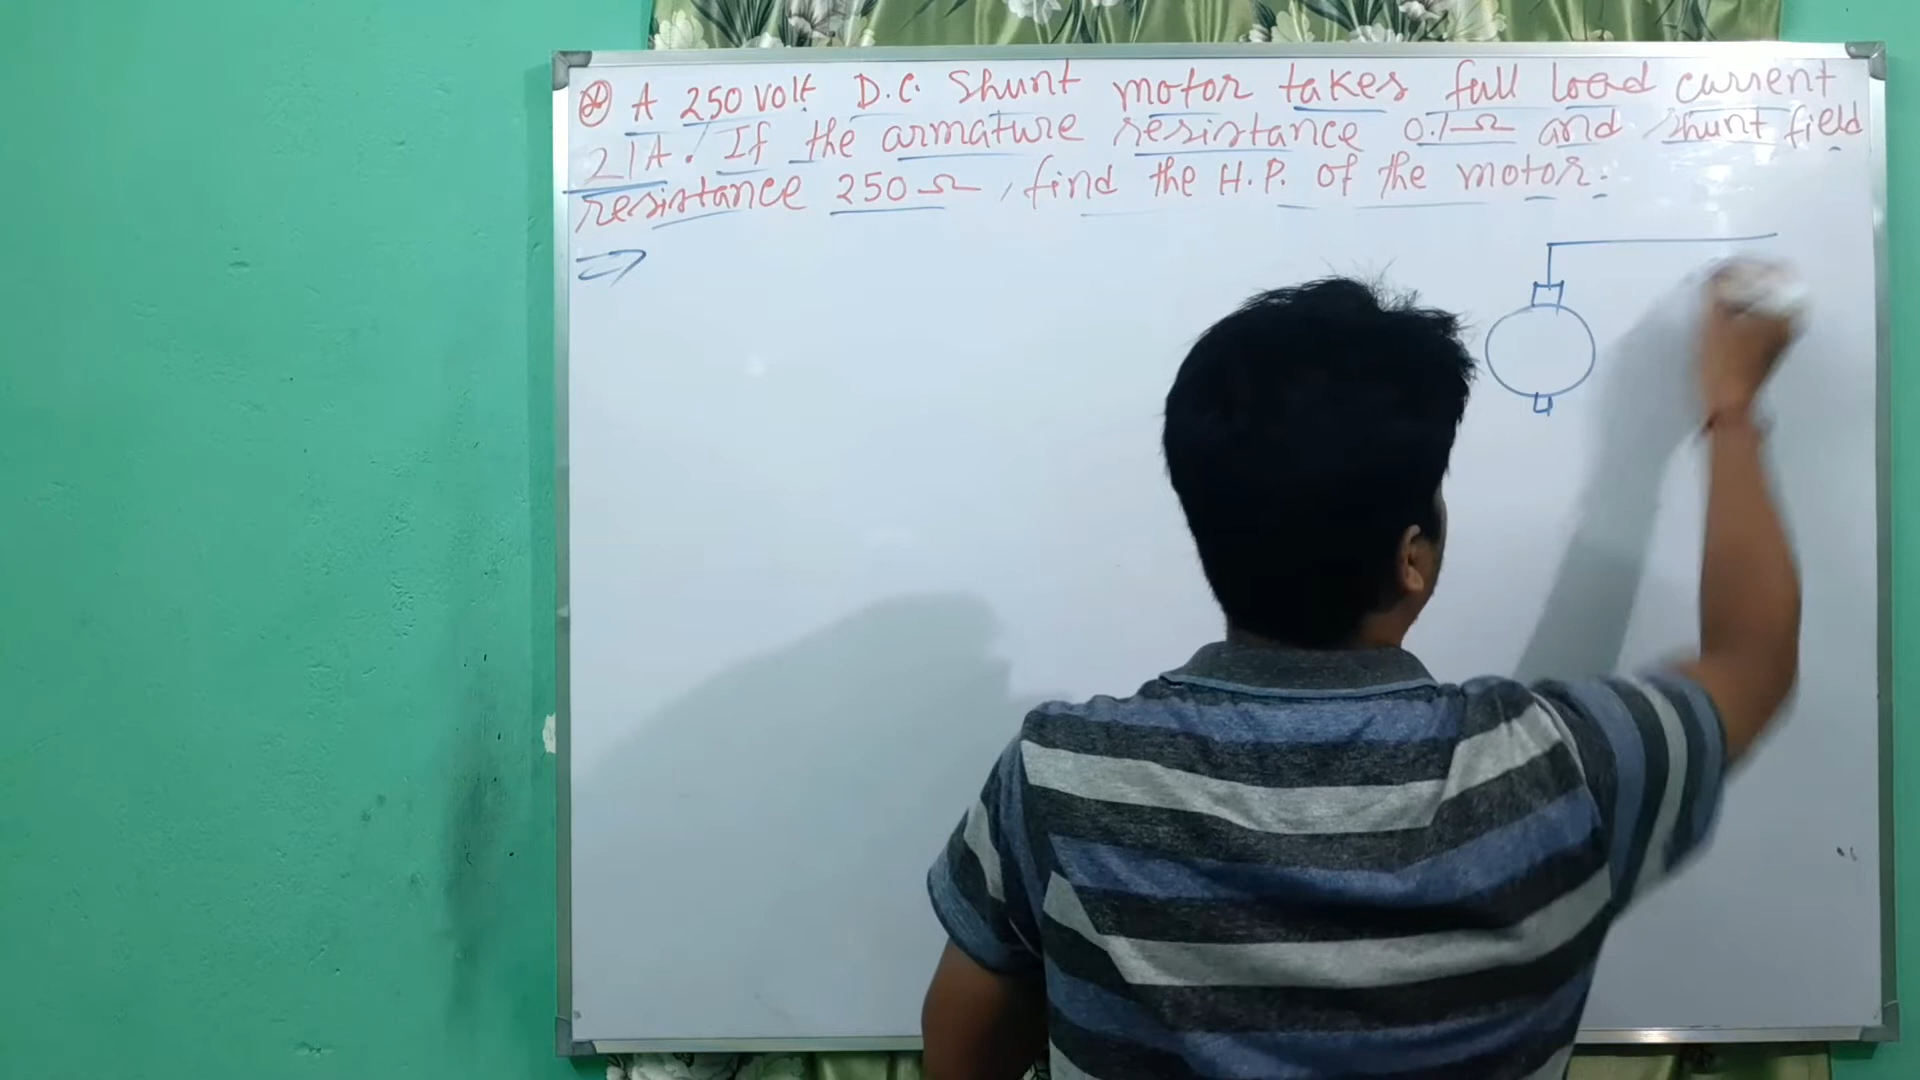 A 250 volt D.C. Shunt motor takes full load current
21A. If the armature resistance 0.1Ω and shunt field
resistance 250Ω, find the H.P. of the motor.
⇒